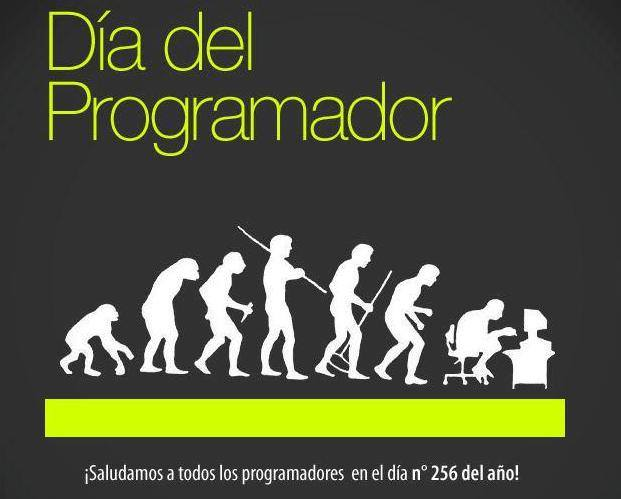 Día del
Programador
¡Saludamos a todos los programadores en el día n° 256 del año!